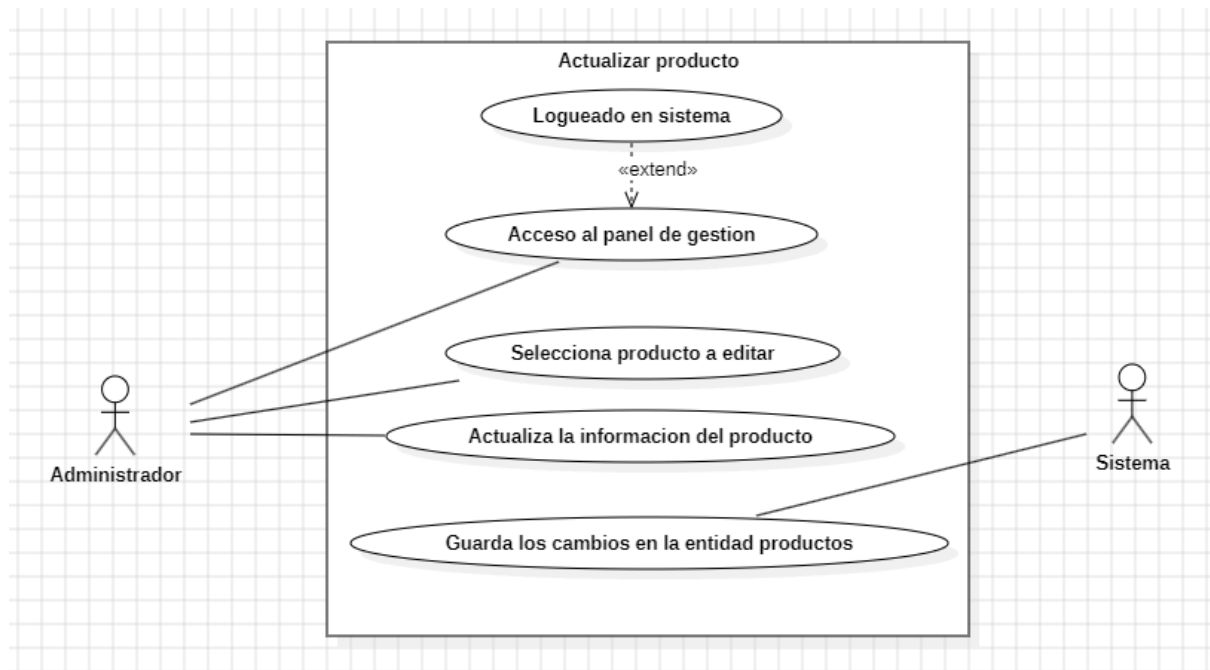 Actualizar producto
Logueado en sistema
«extend»
Acceso al panel de gestion
Selecciona producto a editar
Actualiza la informacion del producto
Guarda los cambios en la entidad productos
Administrador
Sistema